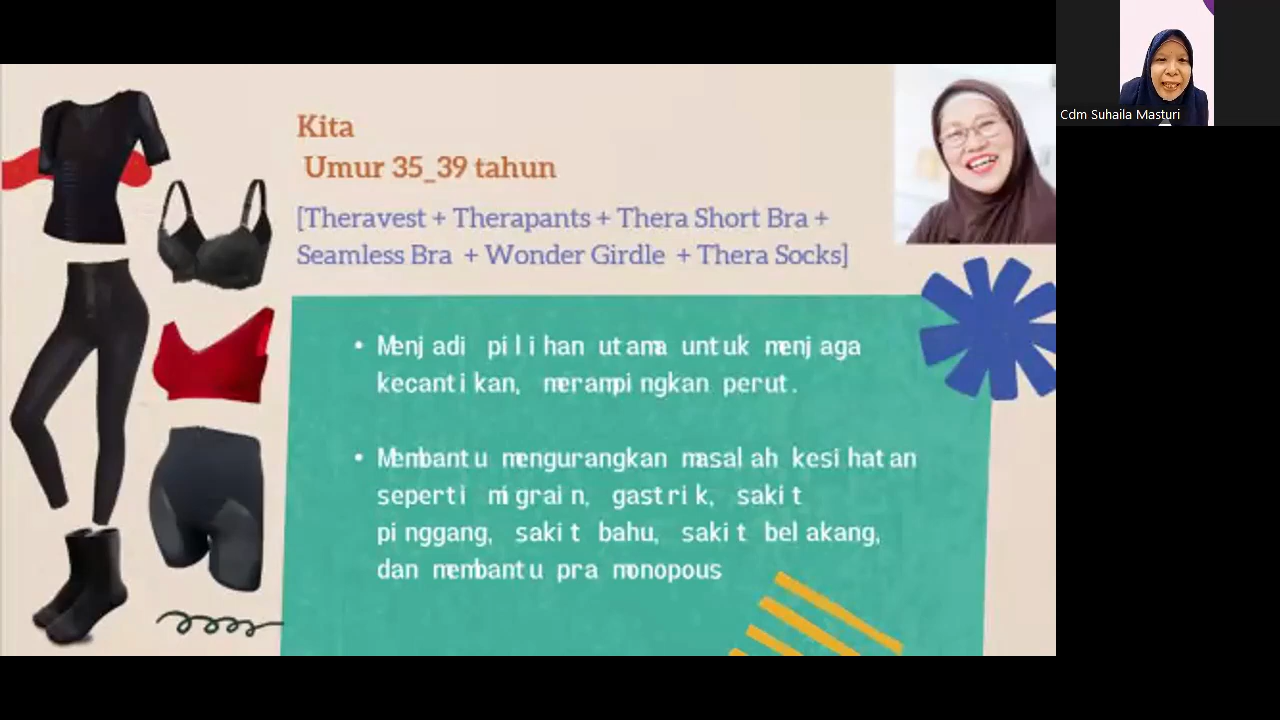 Kita
Umur 35_39 tahun
[Theravest + Therapants + Thera Short Bra +
Seamless Bra + Wonder Girdle + Thera Socks]
• Menjadi pilihan utama untuk menjaga
kecantikan, merampingkan perut.
• Membantu mengurangkan masalah kesihatan
seperti migrain, gastrik, sakit
pinggang, sakit bahu, sakit belakang,
dan membantu pra monopous
Cdm Suhaila Masturi